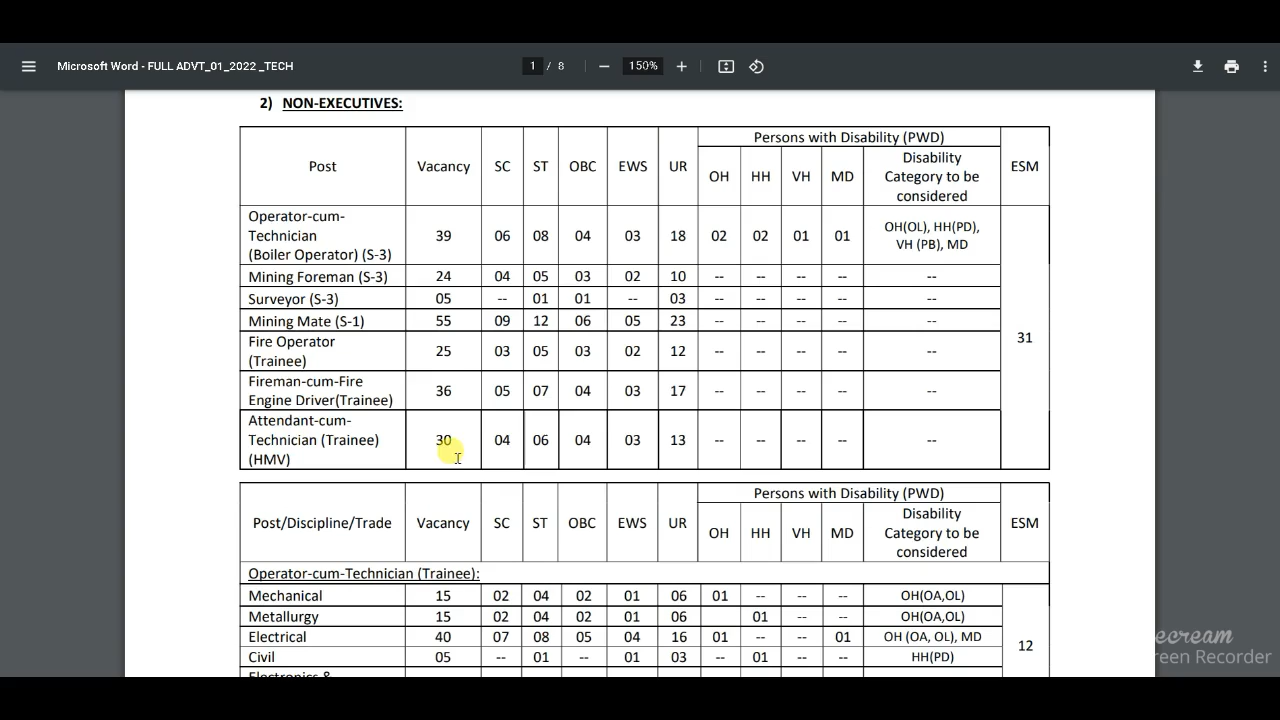 Microsoft Word - FULL ADVT_01_2022 _TECH
1 / 8
150%
2) NON-EXECUTIVES:
Post Vacancy SC ST OBC EWS UR Persons with Disability (PWD) ESM
OH HH VH MD Disability Category to be considered
Operator-cum-
Technician
(Boiler Operator) (S-3) 39 06 08 04 03 18 02 02 01 01 OH(OL), HH(PD), VH (PB), MD 31
Mining Foreman (S-3) 24 04 05 03 02 10 -- -- -- -- --
Surveyor (S-3) 05 -- 01 01 -- 03 -- -- -- -- --
Mining Mate (S-1) 55 09 12 06 05 23 -- -- -- -- --
Fire Operator
(Trainee) 25 03 05 03 02 12 -- -- -- -- --
Fireman-cum-Fire
Engine Driver(Trainee) 36 05 07 04 03 17 -- -- -- -- --
Attendant-cum-
Technician (Trainee)
(HMV) 30 04 06 04 03 13 -- -- -- -- --
Post/Discipline/Trade Vacancy SC ST OBC EWS UR Persons with Disability (PWD) ESM
OH HH VH MD Disability Category to be considered
Operator-cum-Technician (Trainee):
Mechanical 15 02 04 02 01 06 01 -- -- -- OH(OA,OL) 12
Metallurgy 15 02 04 02 01 06 01 -- -- OH(OA,OL)
Electrical 40 07 08 05 04 16 01 -- -- 01 OH (OA, OL), MD
Civil 05 -- 01 -- 01 03 -- 01 -- -- HH(PD)
Electronics &
ecream
reen Recorder